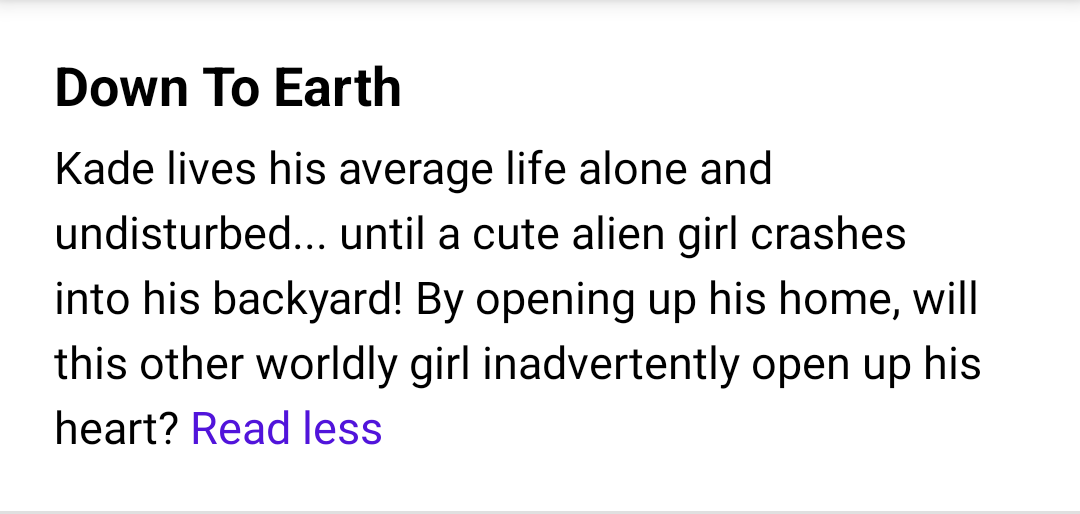 Down To Earth
Kade lives his average life alone and
undisturbed... until a cute alien girl crashes
into his backyard! By opening up his home, will
this other worldly girl inadvertently open up his
heart? Read less